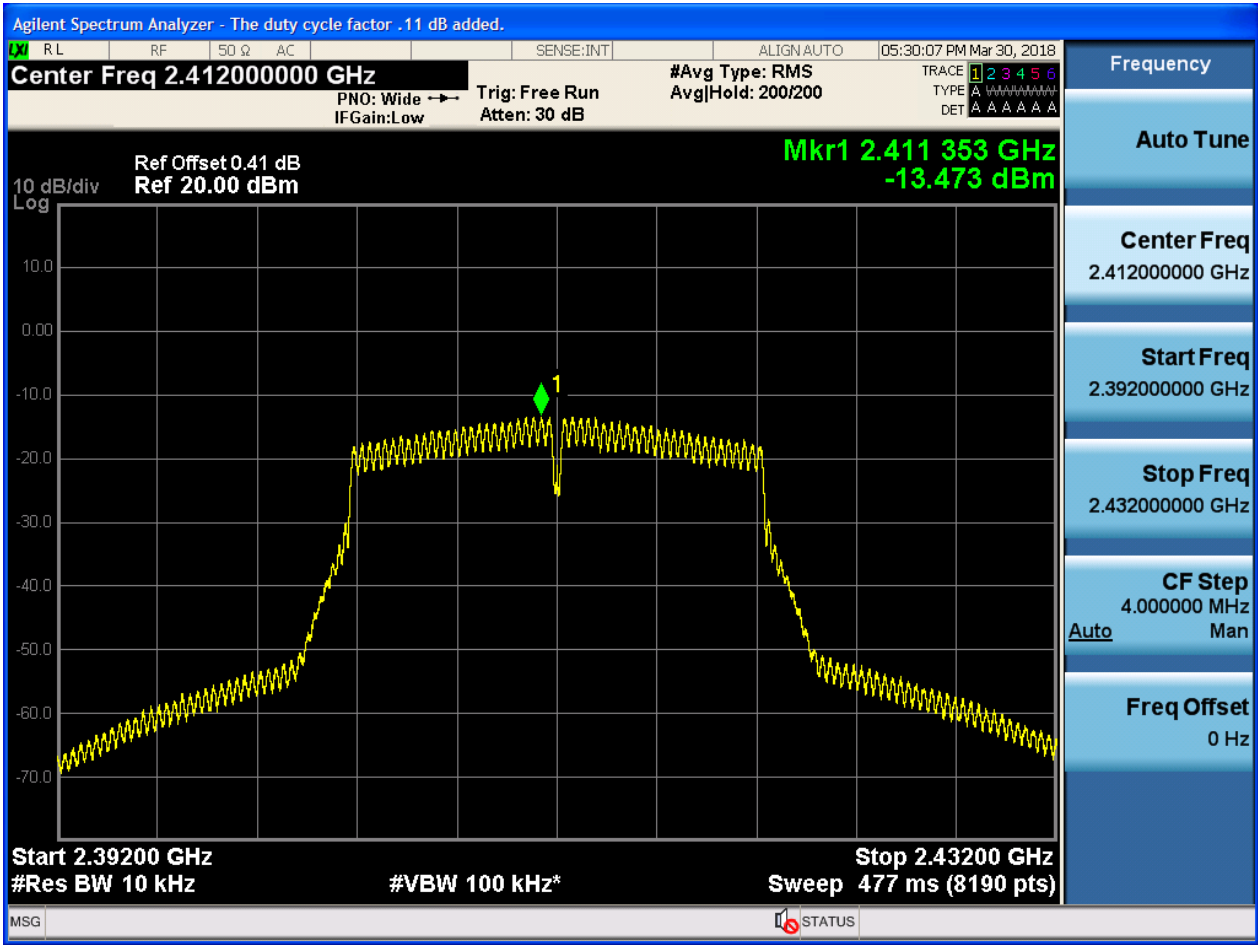 Agilent Spectrum Analyzer - The duty cycle factor .11 dB added.
LXI RL RF 50 Ω AC SENSE:INT ALIGNAUTO 05:30:07 PM Mar 30, 2018
Center Freq 2.412000000 GHz
PNO: Wide
IFGain:Low
Trig: Free Run
Atten: 30 dB
#Avg Type: RMS
Avg|Hold: 200/200
TRACE 1 2 3 4 5 6
TYPE A WWWWW
DET A A A A A A
Mkr1 2.411 353 GHz
-13.473 dBm
Ref Offset 0.41 dB
10 dB/div Ref 20.00 dBm
Log
10.0
0.00
-10.0
-20.0
-30.0
-40.0
-50.0
-60.0
-70.0
1
Start 2.39200 GHz Stop 2.43200 GHz
#Res BW 10 kHz #VBW 100 kHz* Sweep 477 ms (8190 pts)
MSG STATUS
Frequency
Auto Tune
Center Freq
2.412000000 GHz
Start Freq
2.392000000 GHz
Stop Freq
2.432000000 GHz
CF Step
4.000000 MHz
Auto Man
Freq Offset
0 Hz